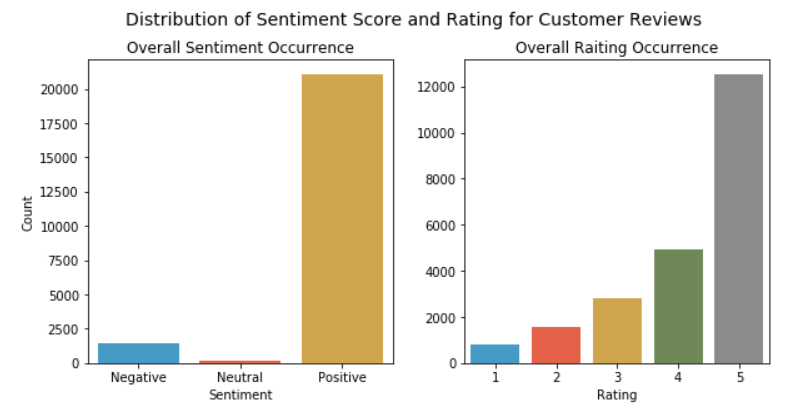 Distribution of Sentiment Score and Rating for Customer Reviews
Overall Sentiment Occurrence
20000
17500
15000
12500
10000
7500
5000
2500
0
Count
Negative Neutral Positive
Sentiment
Overall Raiting Occurrence
12000
10000
8000
6000
4000
2000
0
1 2 3 4 5
Rating